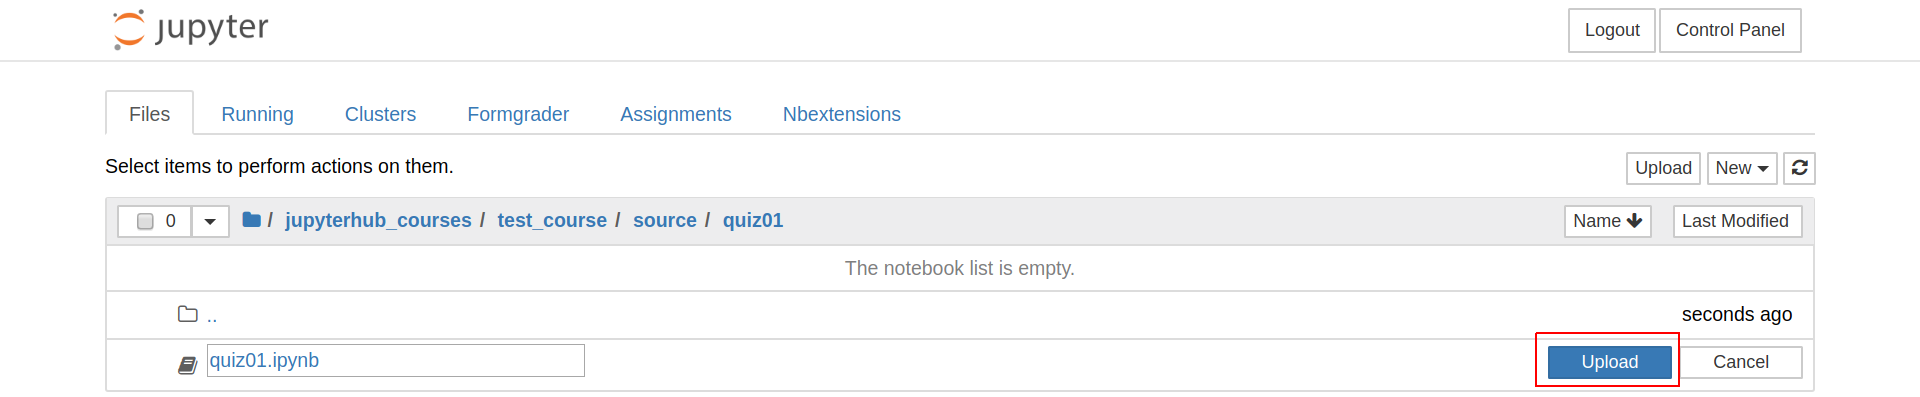 jupyter
Logout Control Panel
Files Running Clusters Formgrader Assignments Nbextensions
Select items to perform actions on them.
Upload New
0 / jupyterhub_courses / test_course / source / quiz01
Name Last Modified
The notebook list is empty.
.. seconds ago
quiz01.ipynb Upload Cancel